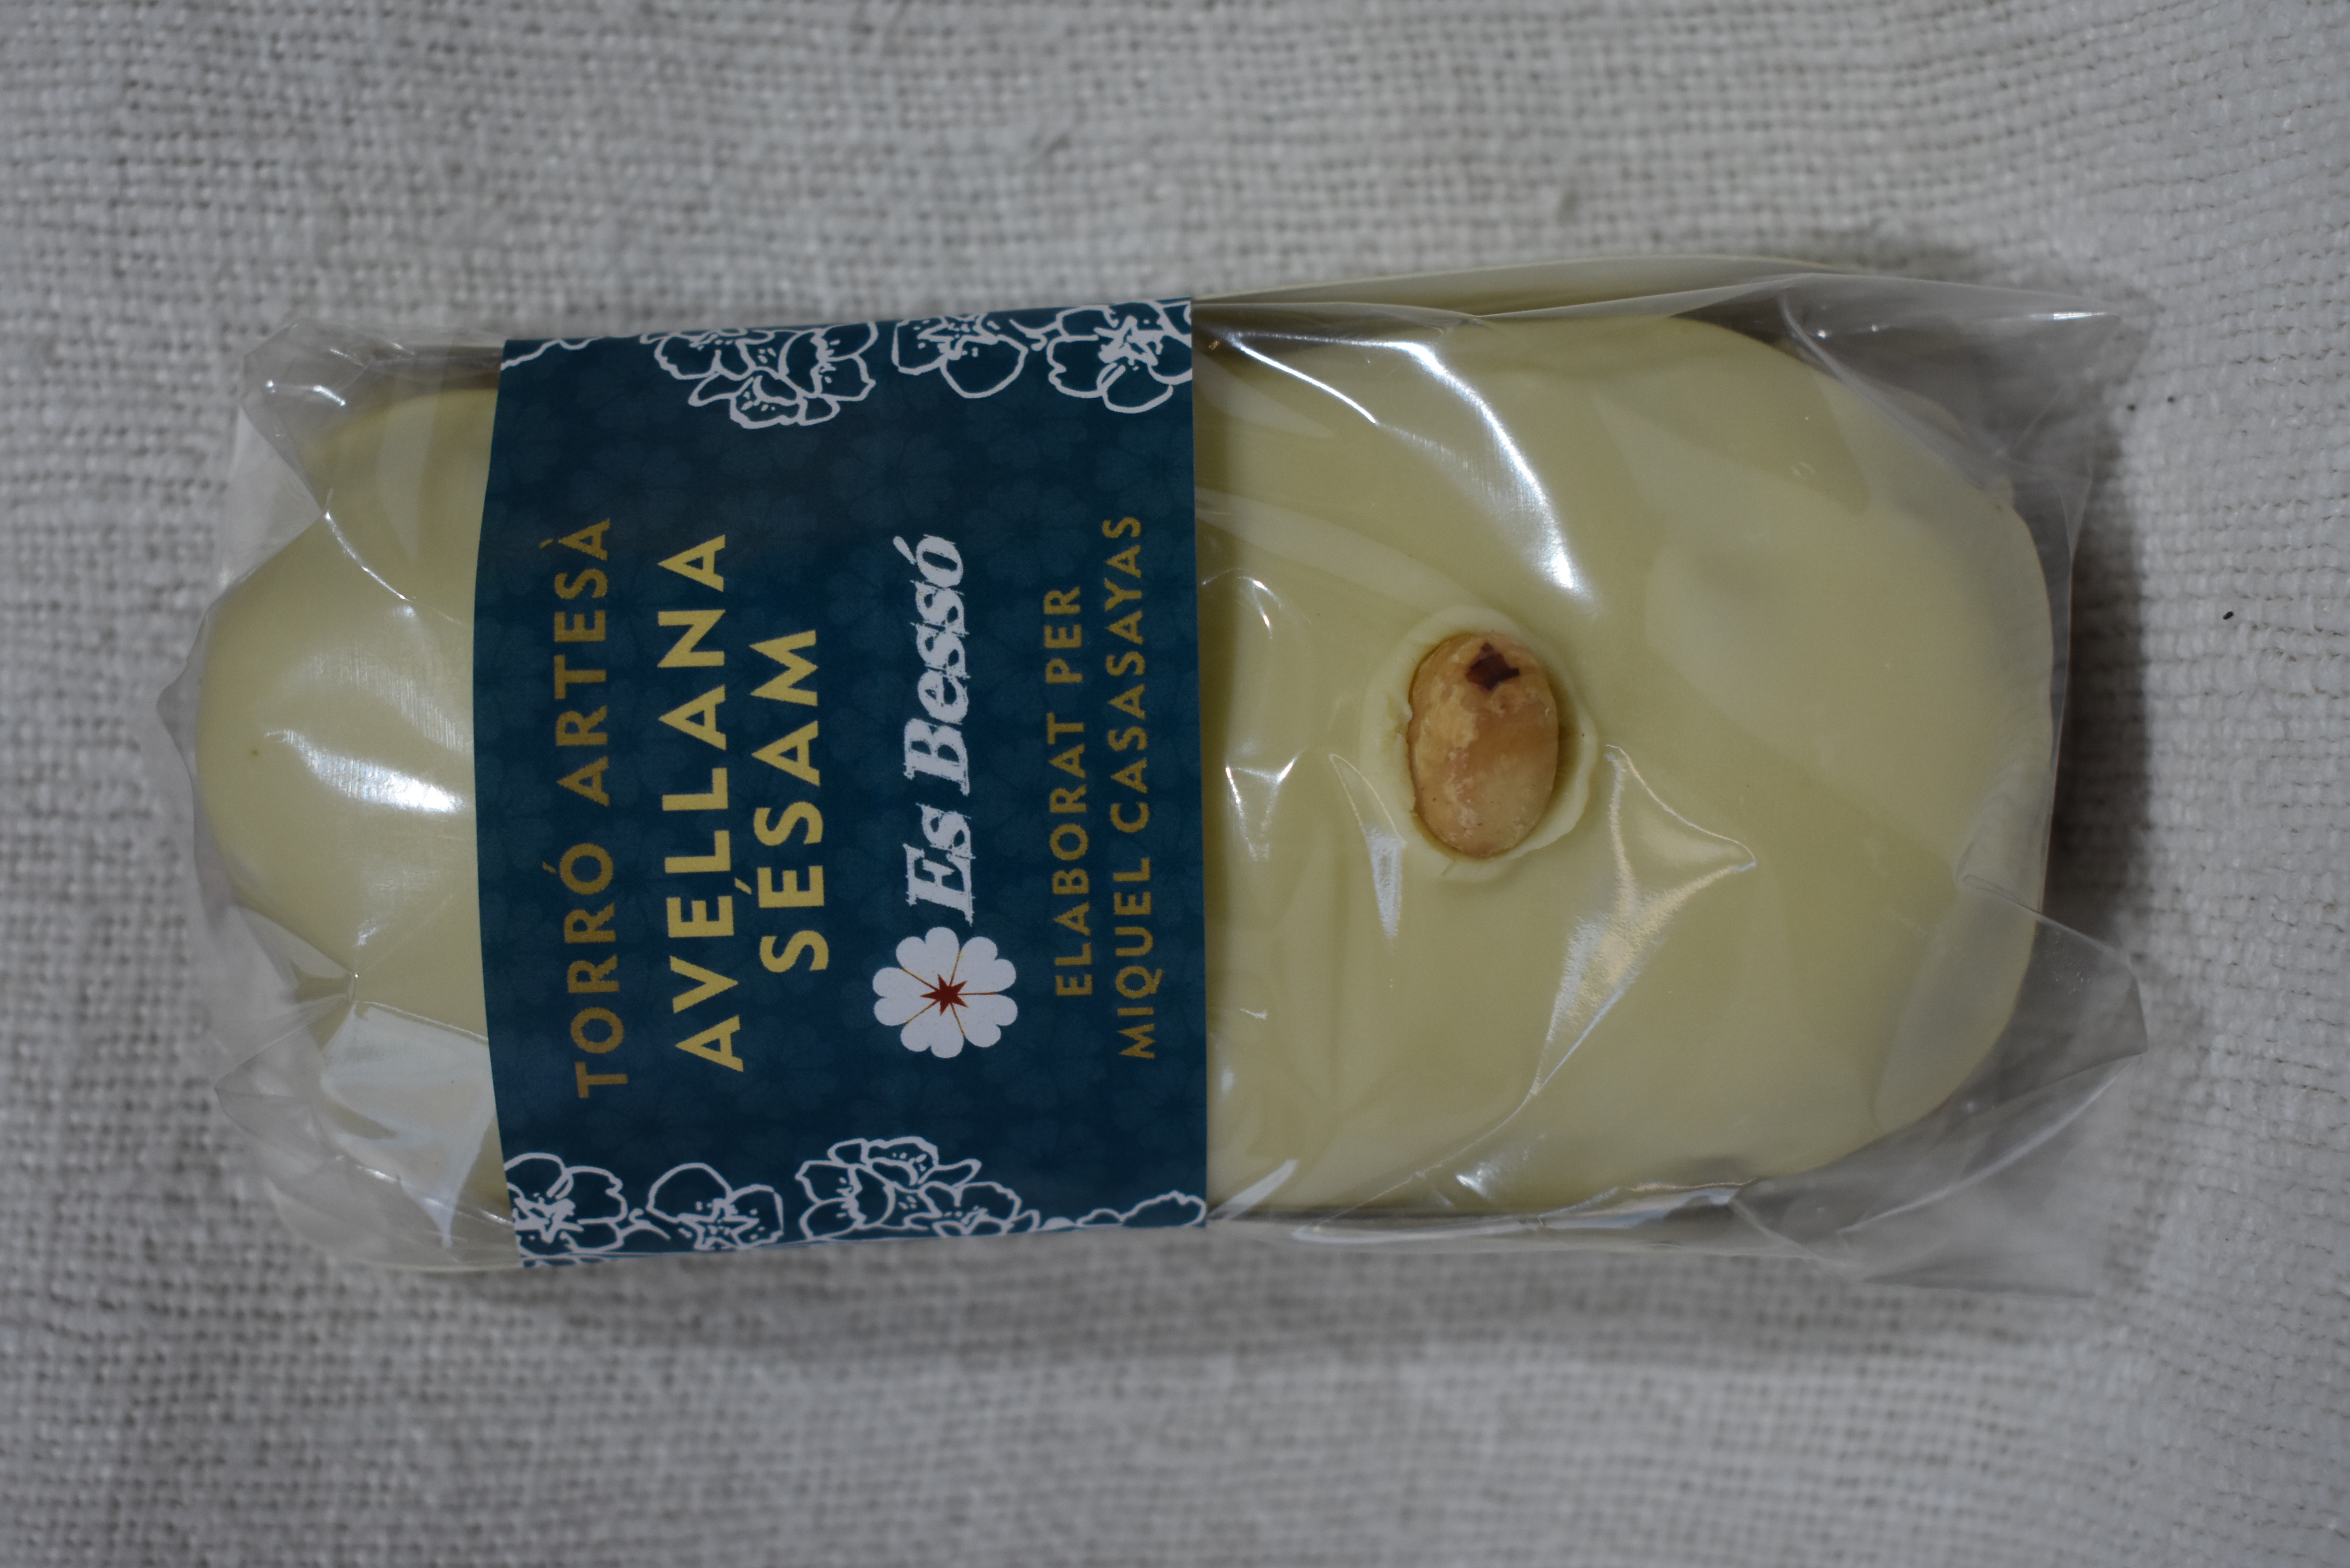 TORRÓ ARTESÀ
AVELLANA
SÉSAM
Es Bessó
ELABORAT PER
MIQUEL CASASAYAS